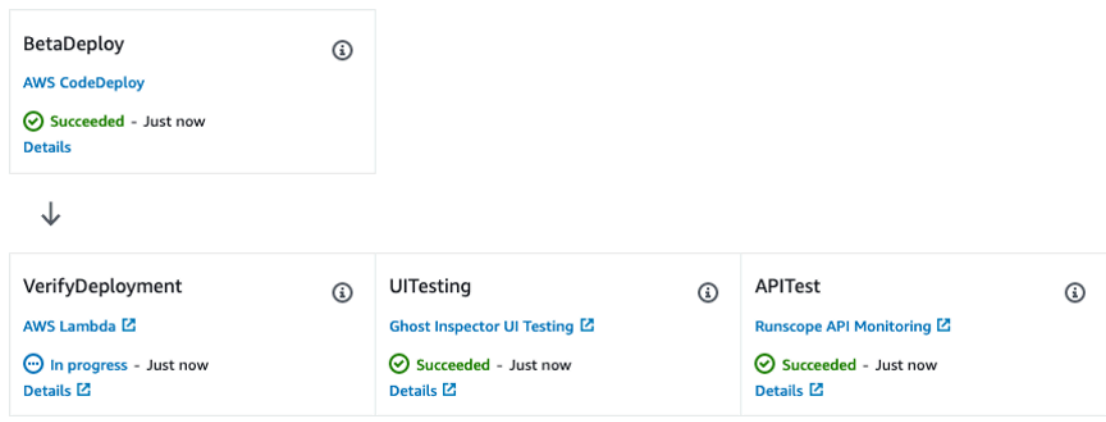 BetaDeploy
AWS CodeDeploy
Succeeded - Just now
Details
VerifyDeployment
AWS Lambda
In progress - Just now
Details
UITesting
Ghost Inspector UI Testing
Succeeded - Just now
Details
APITest
Runscope API Monitoring
Succeeded - Just now
Details